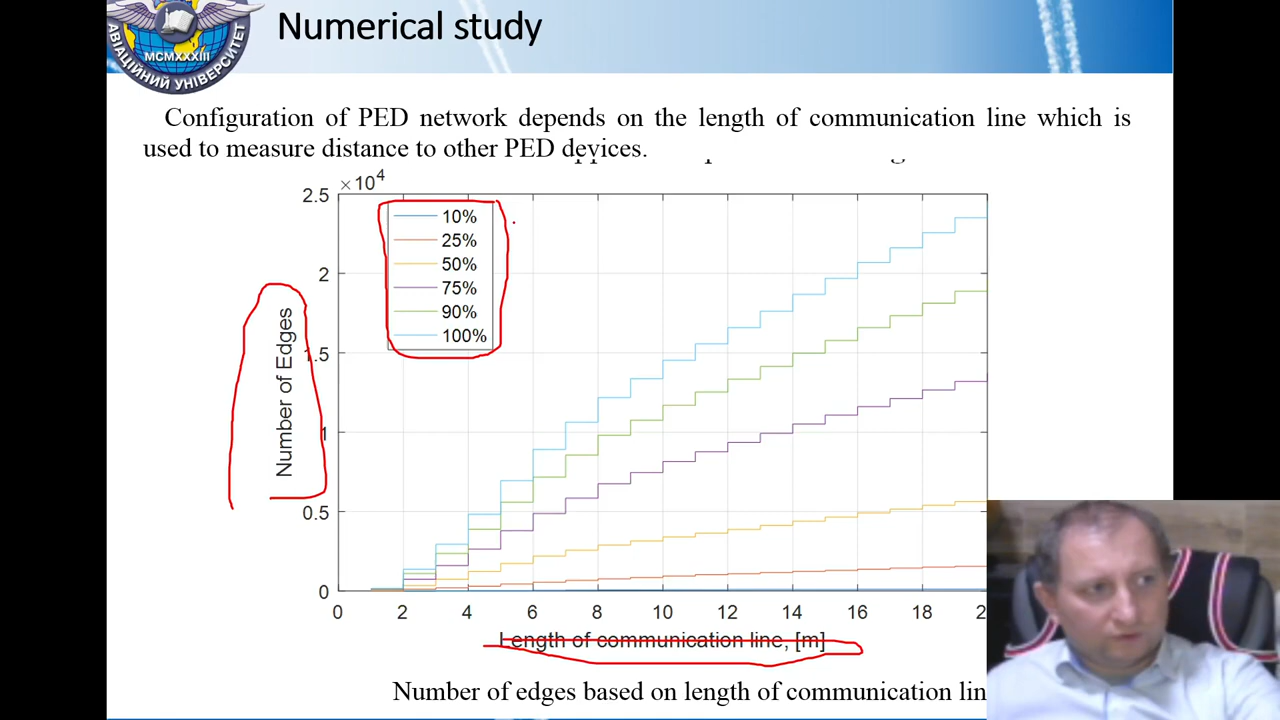 Numerical study
АВІАЦІЙНИЙ УНІВЕРСИТЕТ
MCMXXXIII
Configuration of PED network depends on the length of communication line which is
used to measure distance to other PED devices.
×10⁴
2.5
2
1.5
1
0.5
0
Number of Edges
10%
25%
50%
75%
90%
100%
0 2 4 6 8 10 12 14 16 18 2
Length of communication line, [m]
Number of edges based on length of communication lin